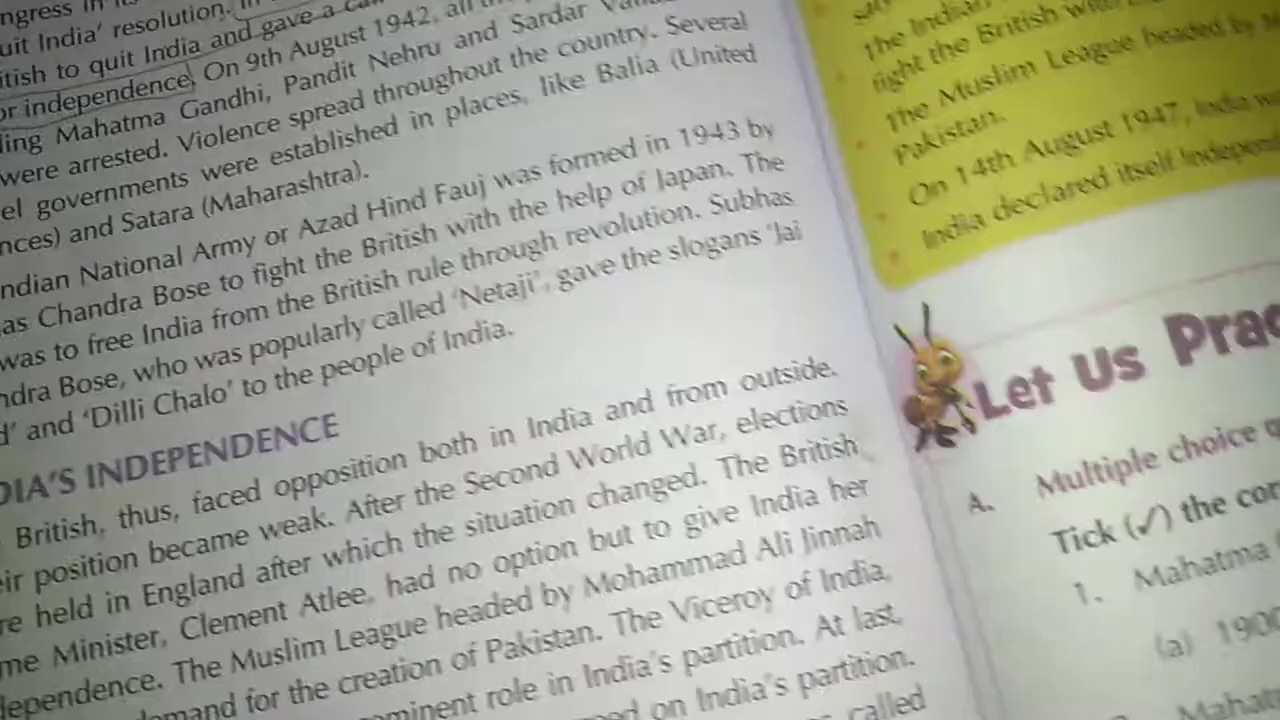 uit India' resolution.
itish to quit India and gave a
or independence. On 9th August 1942, all
ding Mahatma Gandhi, Pandit Nehru and Sardar
were arrested. Violence spread throughout the country. Several
el governments were established in places, like Balia (United
nces) and Satara (Maharashtra).
ndian National Army or Azad Hind Fauj was formed in 1943 by
as Chandra Bose to fight the British with the help of Japan. The
was to free India from the British rule through revolution. Subhas
ndra Bose, who was popularly called 'Netaji', gave the slogans 'Jai
d' and 'Dilli Chalo' to the people of India.
DIA'S INDEPENDENCE
British, thus, faced opposition both in India and from outside.
eir position became weak. After the Second World War, elections
re held in England after which the situation changed. The British
me Minister, Clement Atlee, had no option but to give India her
dependence. The Muslim League headed by Mohammad Ali Jinnah
demand for the creation of Pakistan. The Viceroy of India,
ominent role in India's partition. At last,
on India's partition.
called
the Indian
fight the British with
The Muslim League headed by
Pakistan.
On 14th August 1947, India
India declared itself
Let Us Prac
A. Multiple choice
Tick (✓) the cor
1. Mahatma
(a) 190
Mahat